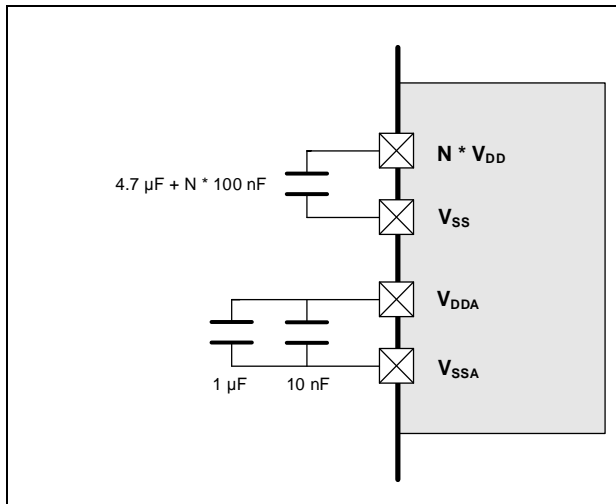 N * VDD
4.7 µF + N * 100 nF
VSS
VDDA
VSSA
1 µF 10 nF